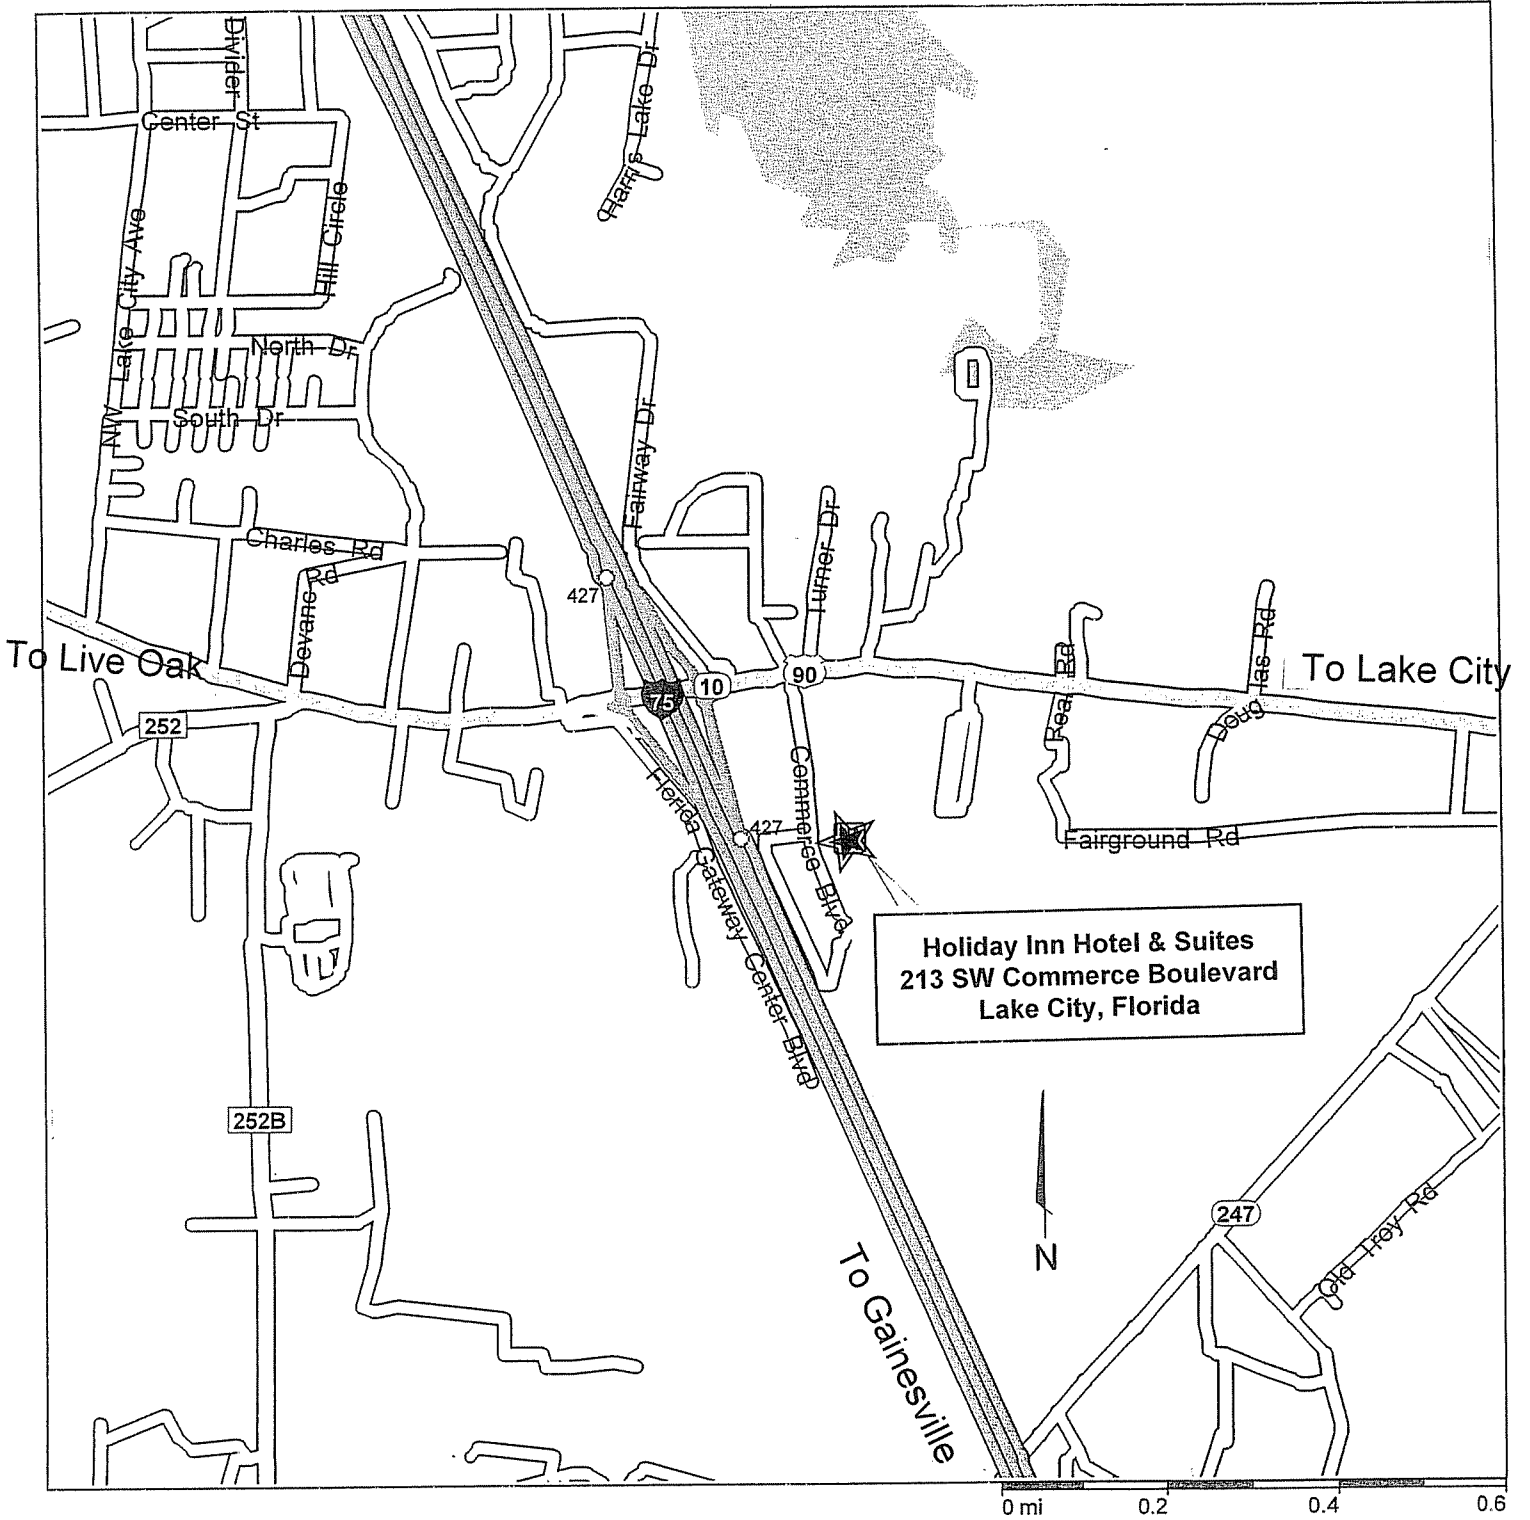 Divider
Center St
Harris Lake Dr
Hill Circle
NW Lake City Ave
North Dr
South Dr
Fairway Dr
Charles Rd
Devans Rd
Turner Dr
427
To Live Oak
75
10
90
Real Rd
Douglas Rd
To Lake City
252
Florida Gateway Center Blvd
427
Commerce Blvd
Fairground Rd
Holiday Inn Hotel & Suites
213 SW Commerce Boulevard
Lake City, Florida
252B
N
247
Old Troy Rd
To Gainesville
0 mi 0.2 0.4 0.6